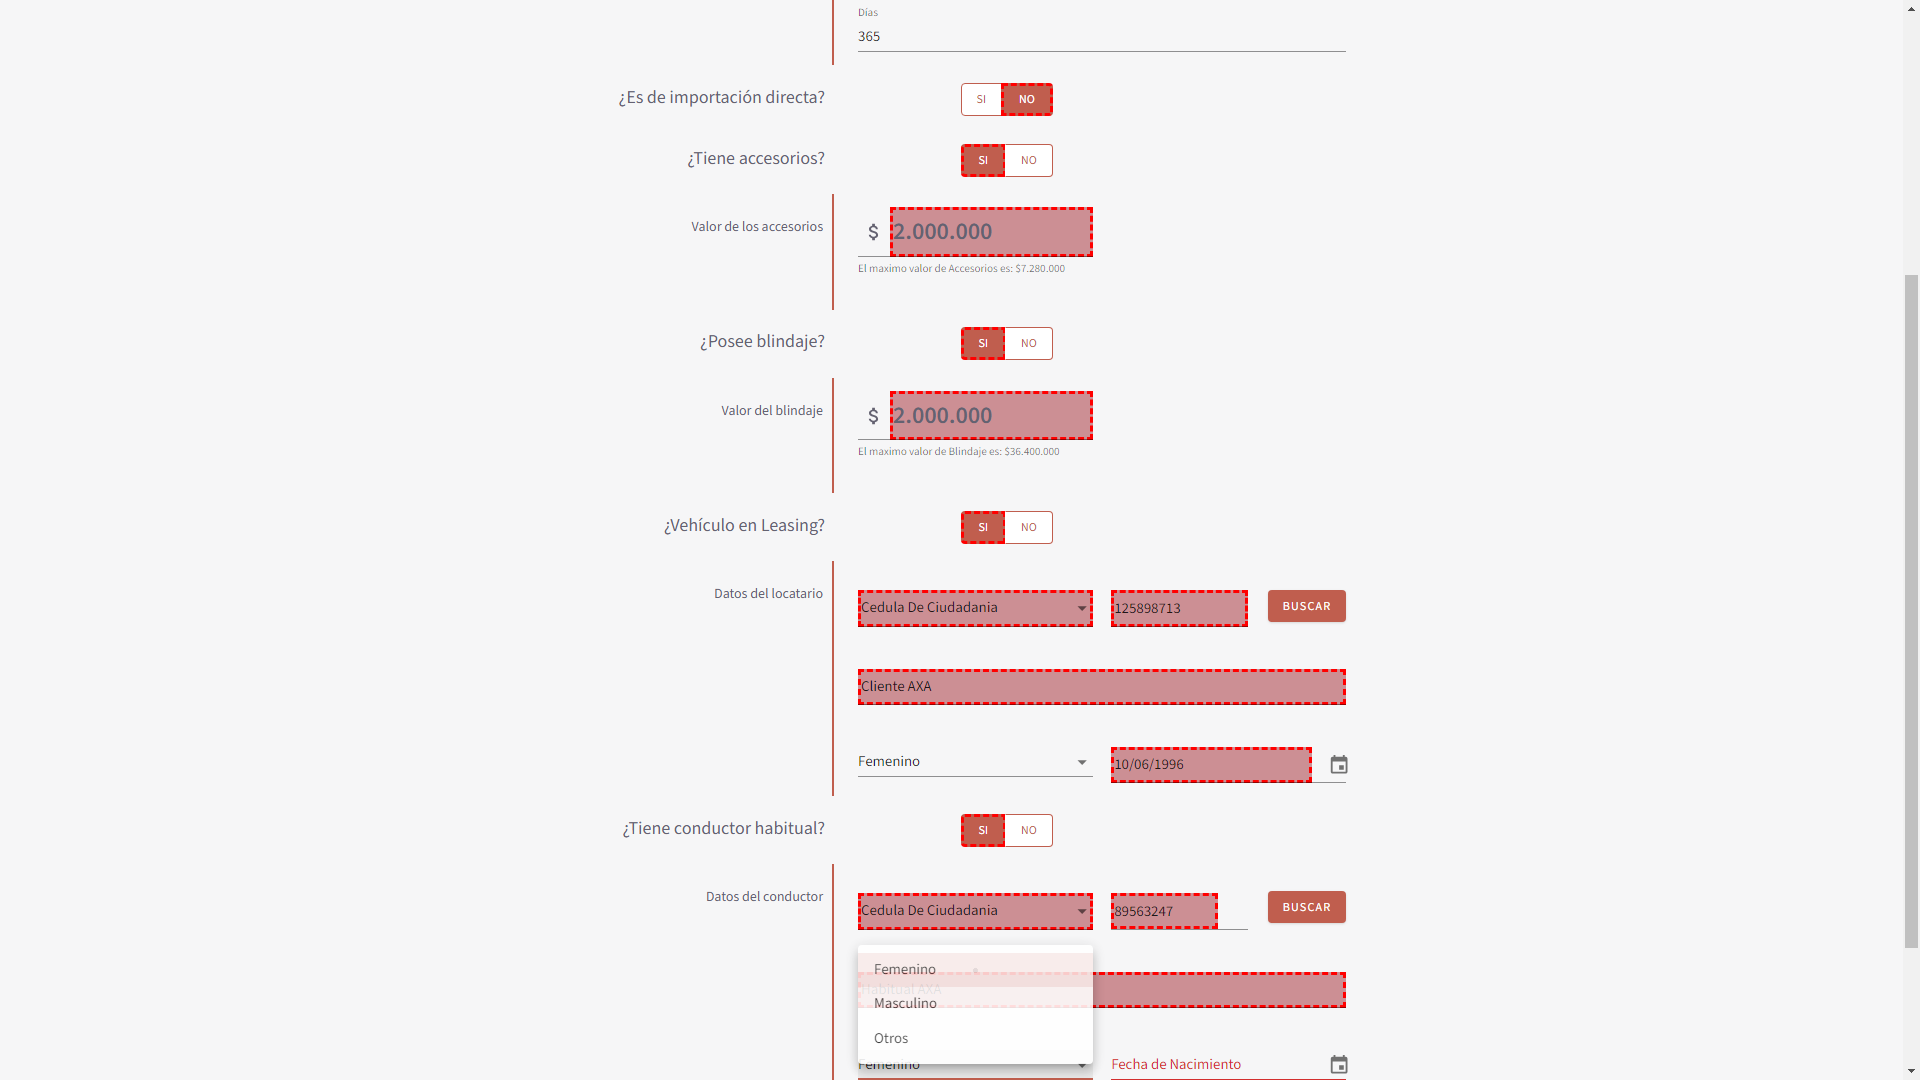 Días
365
¿Es de importación directa?
SI NO
¿Tiene accesorios?
SI NO
Valor de los accesorios
$ 2.000.000
El maximo valor de Accesorios es: $7.280.000
¿Posee blindaje?
SI NO
Valor del blindaje
$ 2.000.000
El maximo valor de Blindaje es: $36.400.000
¿Vehículo en Leasing?
SI NO
Datos del locatario
Cedula De Ciudadania 125898713 BUSCAR
Cliente AXA
Femenino 10/06/1996
¿Tiene conductor habitual?
SI NO
Datos del conductor
Cedula De Ciudadania 89563247 BUSCAR
Femenino
Habitual AXA
Masculino
Otros
Femenino Fecha de Nacimiento